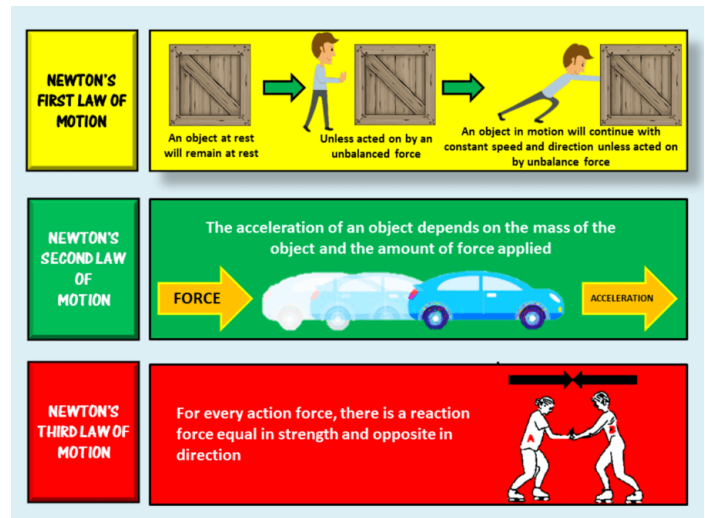 NEWTON'S
FIRST LAW OF
MOTION
An object at rest
will remain at rest
Unless acted on by an
unbalanced force
An object in motion will continue with
constant speed and direction unless acted on
by unbalance force
NEWTON'S
SECOND LAW
OF
MOTION
The acceleration of an object depends on the mass of the
object and the amount of force applied
FORCE
ACCELERATION
NEWTON'S
THIRD LAW OF
MOTION
For every action force, there is a reaction
force equal in strength and opposite in
direction
A
B